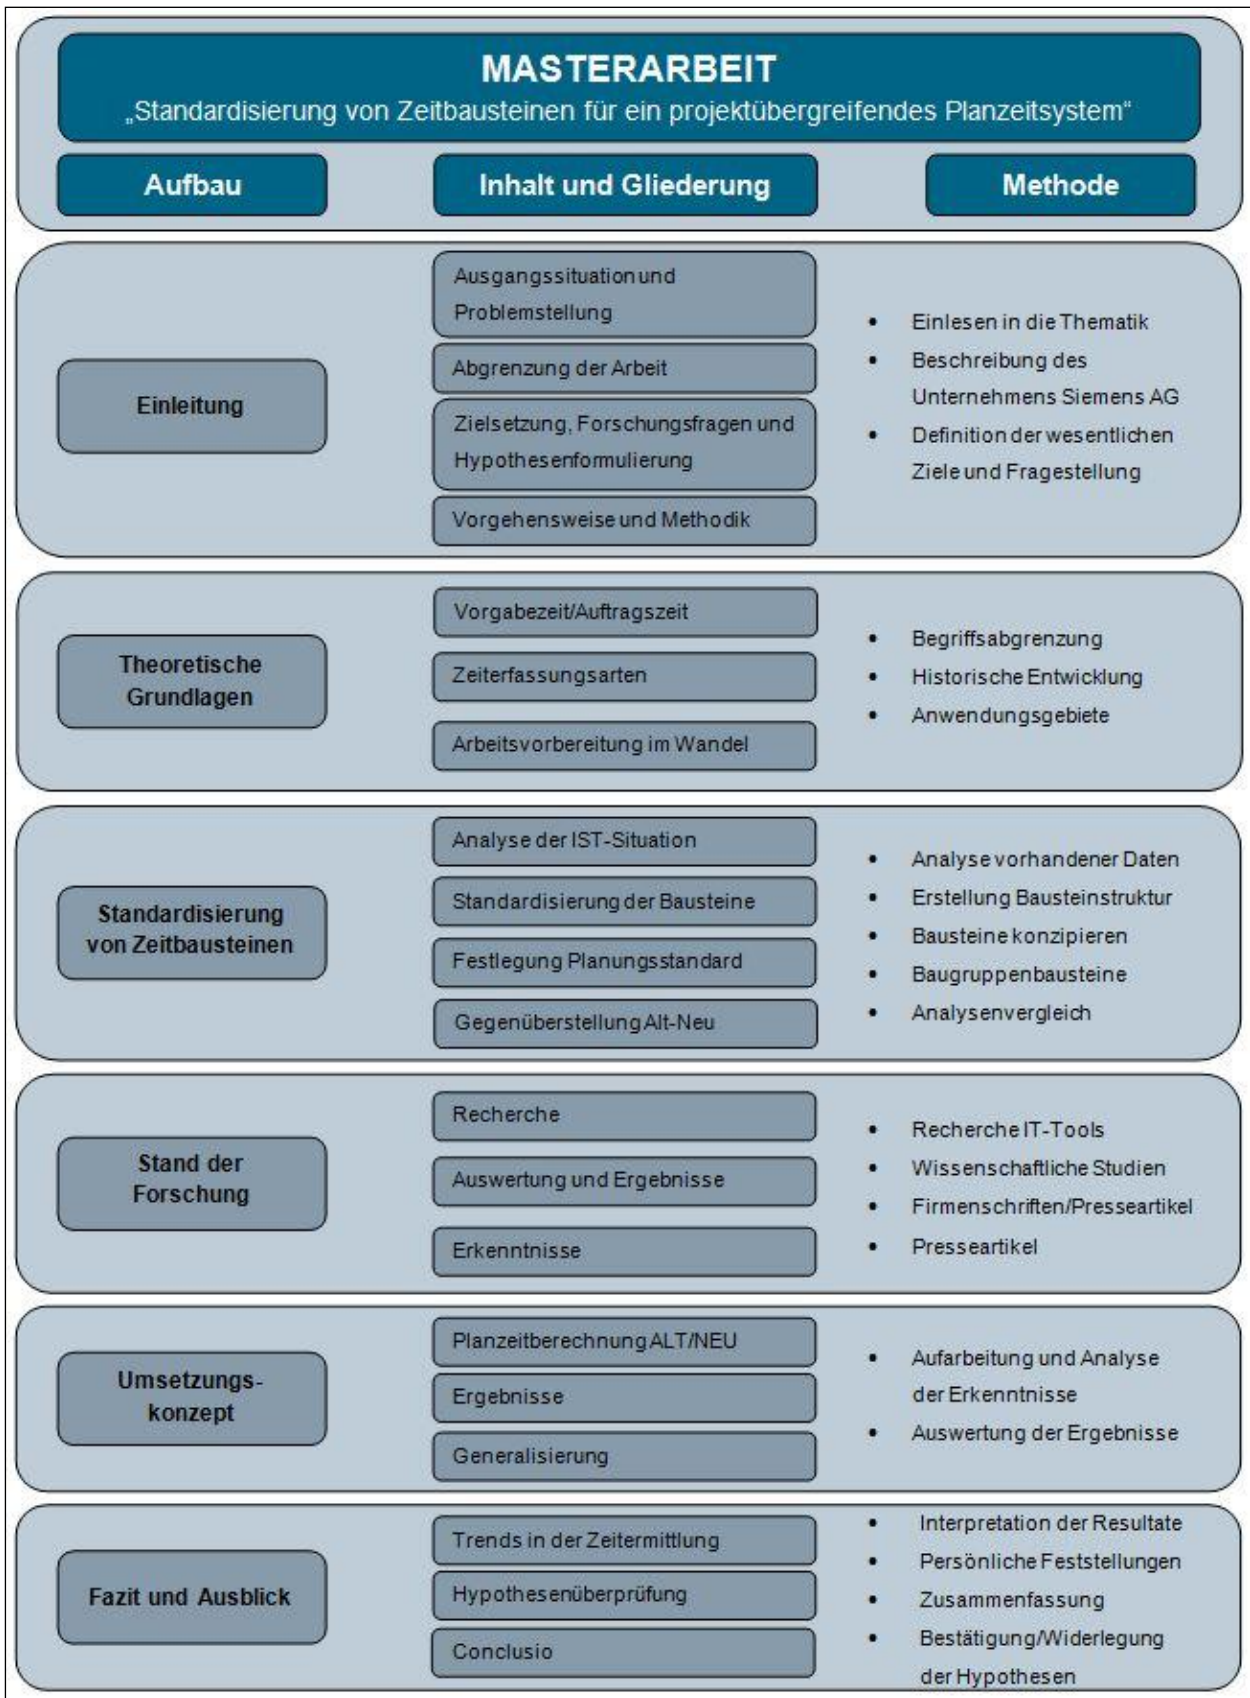 MASTERARBEIT
„Standardisierung von Zeitbausteinen für ein projektübergreifendes Planzeitsystem“
Aufbau
Inhalt und Gliederung
Methode
Einleitung
Ausgangssituation und
Problemstellung
Abgrenzung der Arbeit
Zielsetzung, Forschungsfragen und
Hypothesenformulierung
Vorgehensweise und Methodik
• Einlesen in die Thematik
• Beschreibung des
Unternehmens Siemens AG
• Definition der wesentlichen
Ziele und Fragestellung
Theoretische
Grundlagen
Vorgabezeit/Auftragszeit
Zeiterfassungsarten
Arbeitsvorbereitung im Wandel
• Begriffsabgrenzung
• Historische Entwicklung
• Anwendungsgebiete
Standardisierung
von Zeitbausteinen
Analyse der IST-Situation
Standardisierung der Bausteine
Festlegung Planungsstandard
Gegenüberstellung Alt-Neu
• Analyse vorhandener Daten
• Erstellung Bausteinstruktur
• Bausteine konzipieren
• Baugruppenbausteine
• Analysenvergleich
Stand der
Forschung
Recherche
Auswertung und Ergebnisse
Erkenntnisse
• Recherche IT-Tools
• Wissenschaftliche Studien
• Firmenschriften/Presseartikel
• Presseartikel
Umsetzungs-
konzept
Planzeitberechnung ALT/NEU
Ergebnisse
Generalisierung
• Aufarbeitung und Analyse
der Erkenntnisse
• Auswertung der Ergebnisse
Fazit und Ausblick
Trends in der Zeitermittlung
Hypothesenüberprüfung
Conclusio
• Interpretation der Resultate
• Persönliche Feststellungen
• Zusammenfassung
• Bestätigung/Widerlegung
der Hypothesen